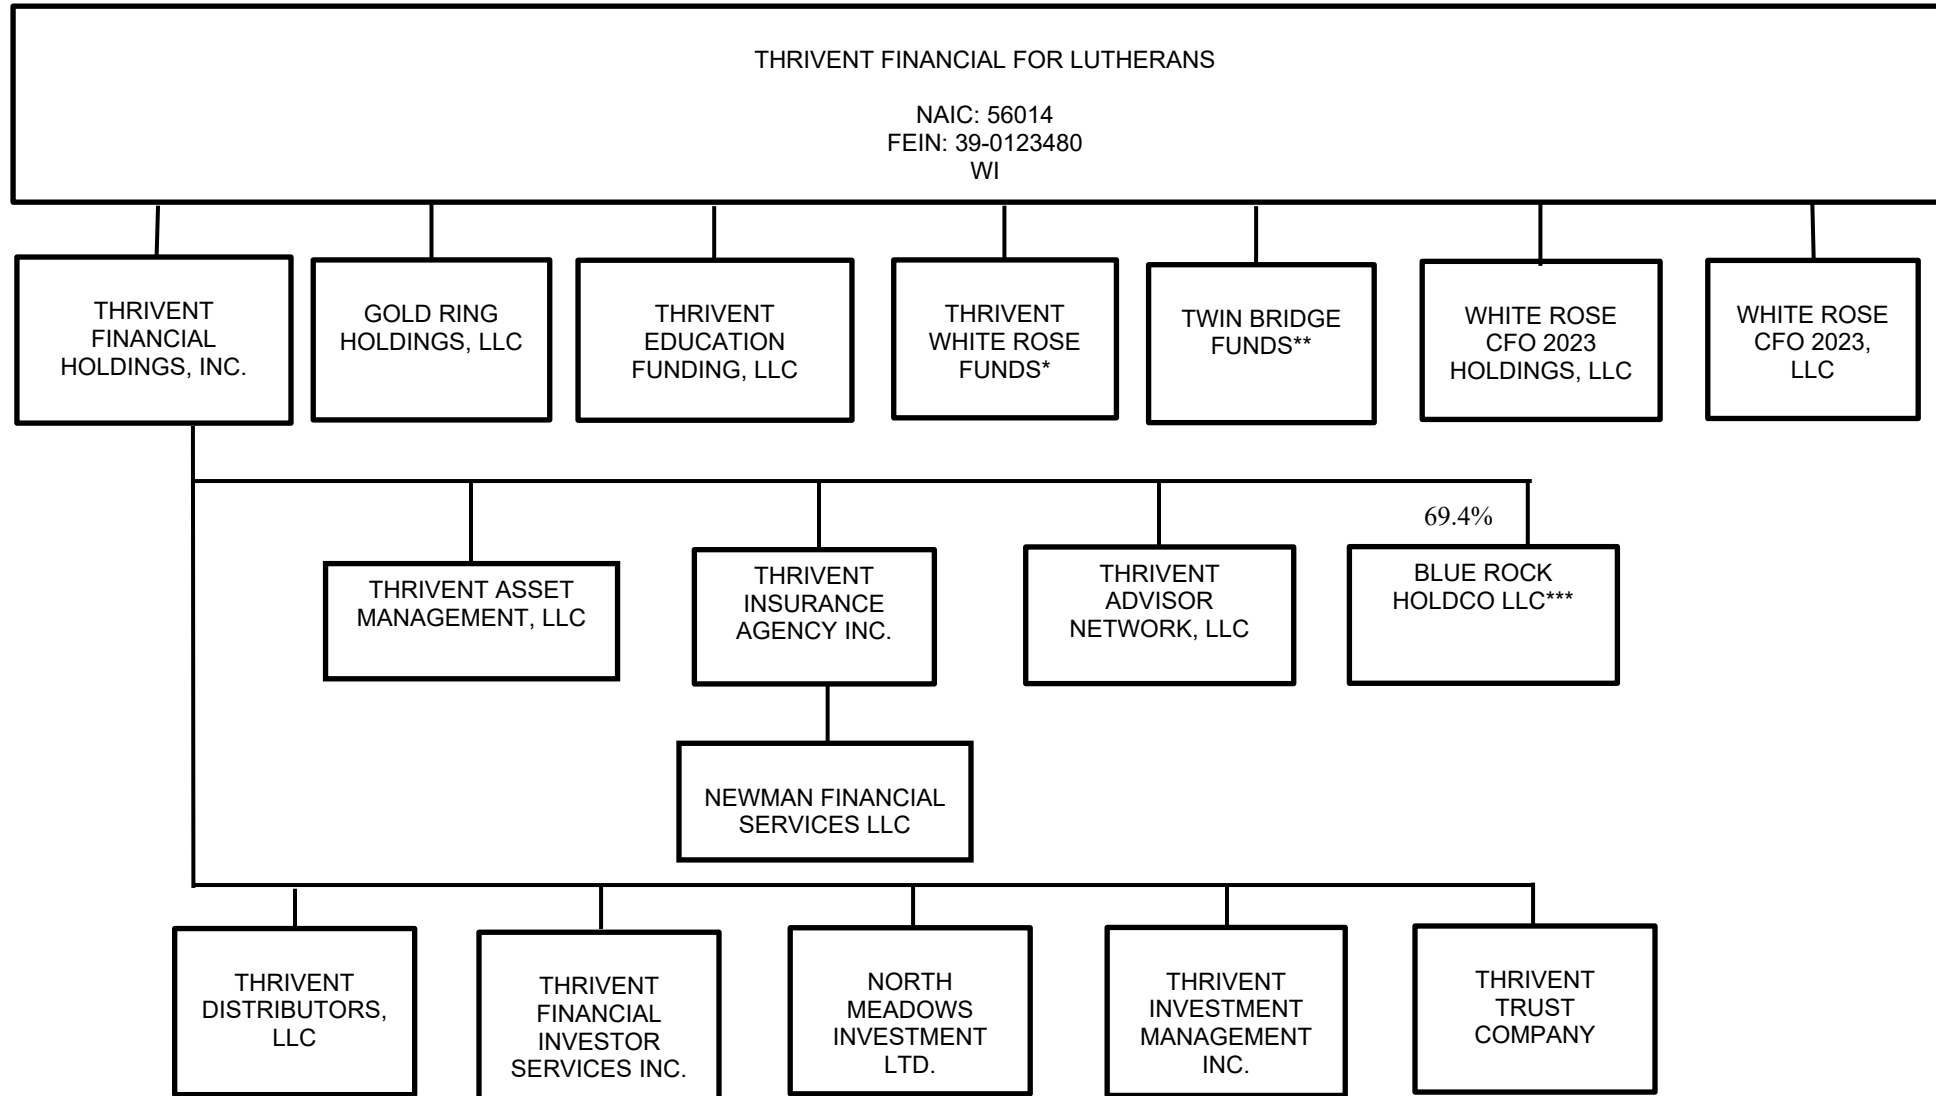 THRIVENT FINANCIAL FOR LUTHERANS
NAIC: 56014
FEIN: 39-0123480
WI
THRIVENT
FINANCIAL
HOLDINGS, INC.
GOLD RING
HOLDINGS, LLC
THRIVENT
EDUCATION
FUNDING, LLC
THRIVENT
WHITE ROSE
FUNDS*
TWIN BRIDGE
FUNDS**
WHITE ROSE
CFO 2023
HOLDINGS, LLC
WHITE ROSE
CFO 2023,
LLC
69.4%
THRIVENT ASSET
MANAGEMENT, LLC
THRIVENT
INSURANCE
AGENCY INC.
THRIVENT
ADVISOR
NETWORK, LLC
BLUE ROCK
HOLDCO LLC***
NEWMAN FINANCIAL
SERVICES LLC
THRIVENT
DISTRIBUTORS,
LLC
THRIVENT
FINANCIAL
INVESTOR
SERVICES INC.
NORTH
MEADOWS
INVESTMENT
LTD.
THRIVENT
INVESTMENT
MANAGEMENT
INC.
THRIVENT
TRUST
COMPANY